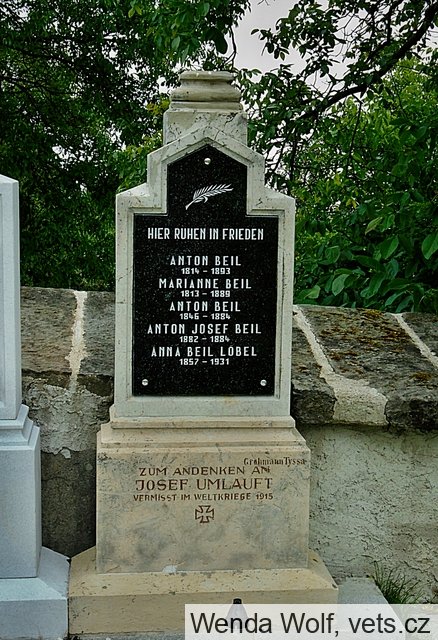 HIER RUHEN IN FRIEDEN
ANTON BEIL
1814 - 1893
MARIANNE BEIL
1813 - 1889
ANTON BEIL
1846 - 1884
ANTON JOSEF BEIL
1882 - 1884
ANNA BEIL LÖBEL
1857 - 1931
Grohmann Tyssa
ZUM ANDENKEN AN
JOSEF UMLAUFT
VERMISST IM WELTKRIEGE 1915
Wenda Wolf, vets.cz